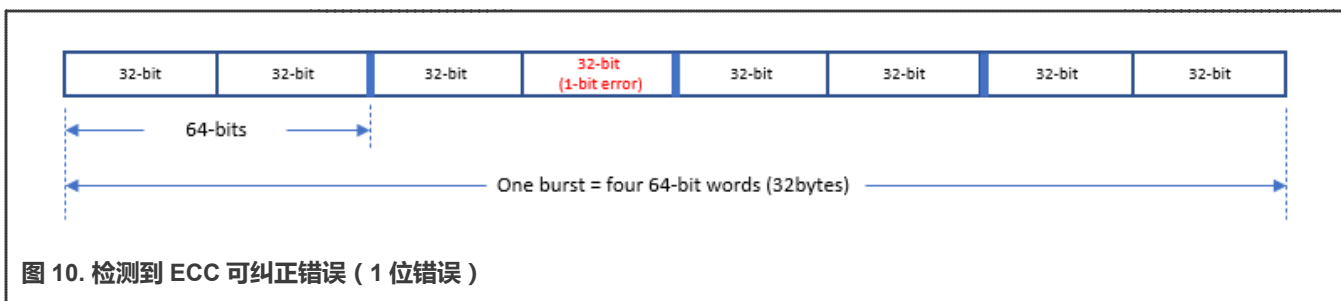 32-bit 32-bit 32-bit 32-bit 32-bit 32-bit 32-bit 32-bit
(1-bit error)
64-bits
One burst = four 64-bit words (32bytes)
图 10. 检测到 ECC 可纠正错误（1 位错误）